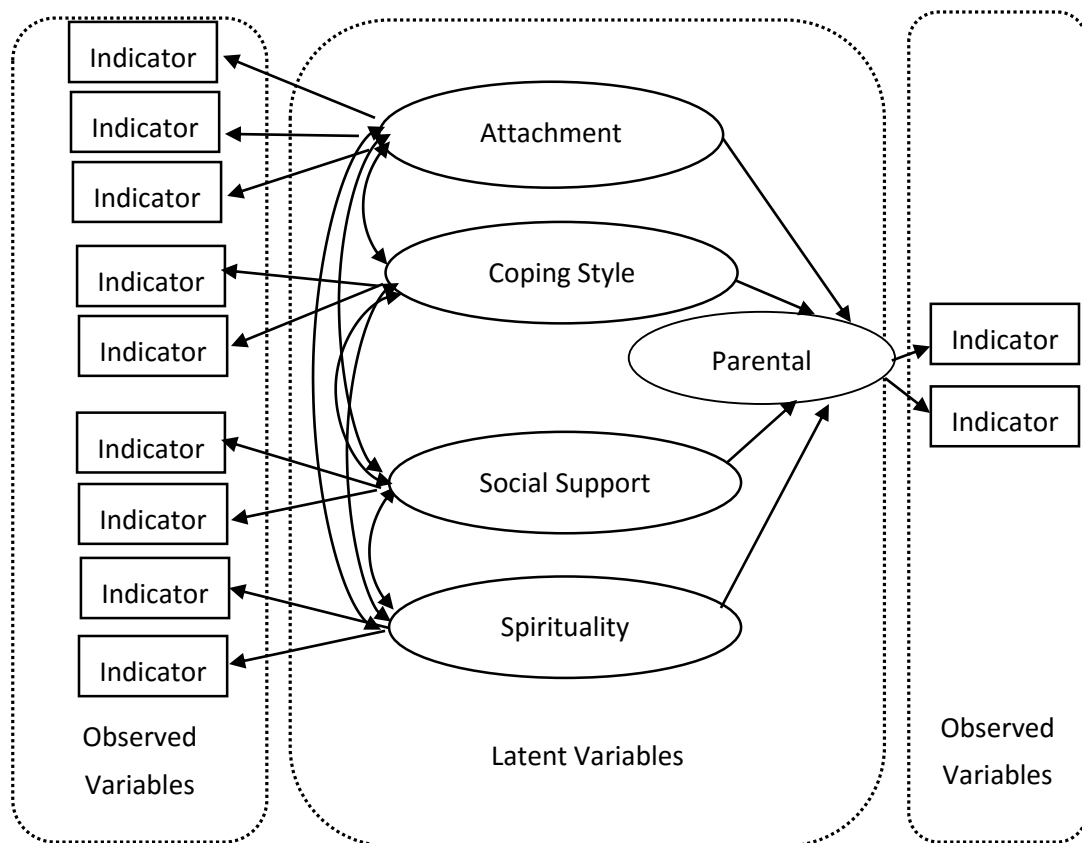 Indicator
Indicator
Indicator
Indicator
Indicator
Indicator
Indicator
Indicator
Indicator
Observed
Variables
Attachment
Coping Style
Parental
Social Support
Spirituality
Latent Variables
Indicator
Indicator
Observed
Variables